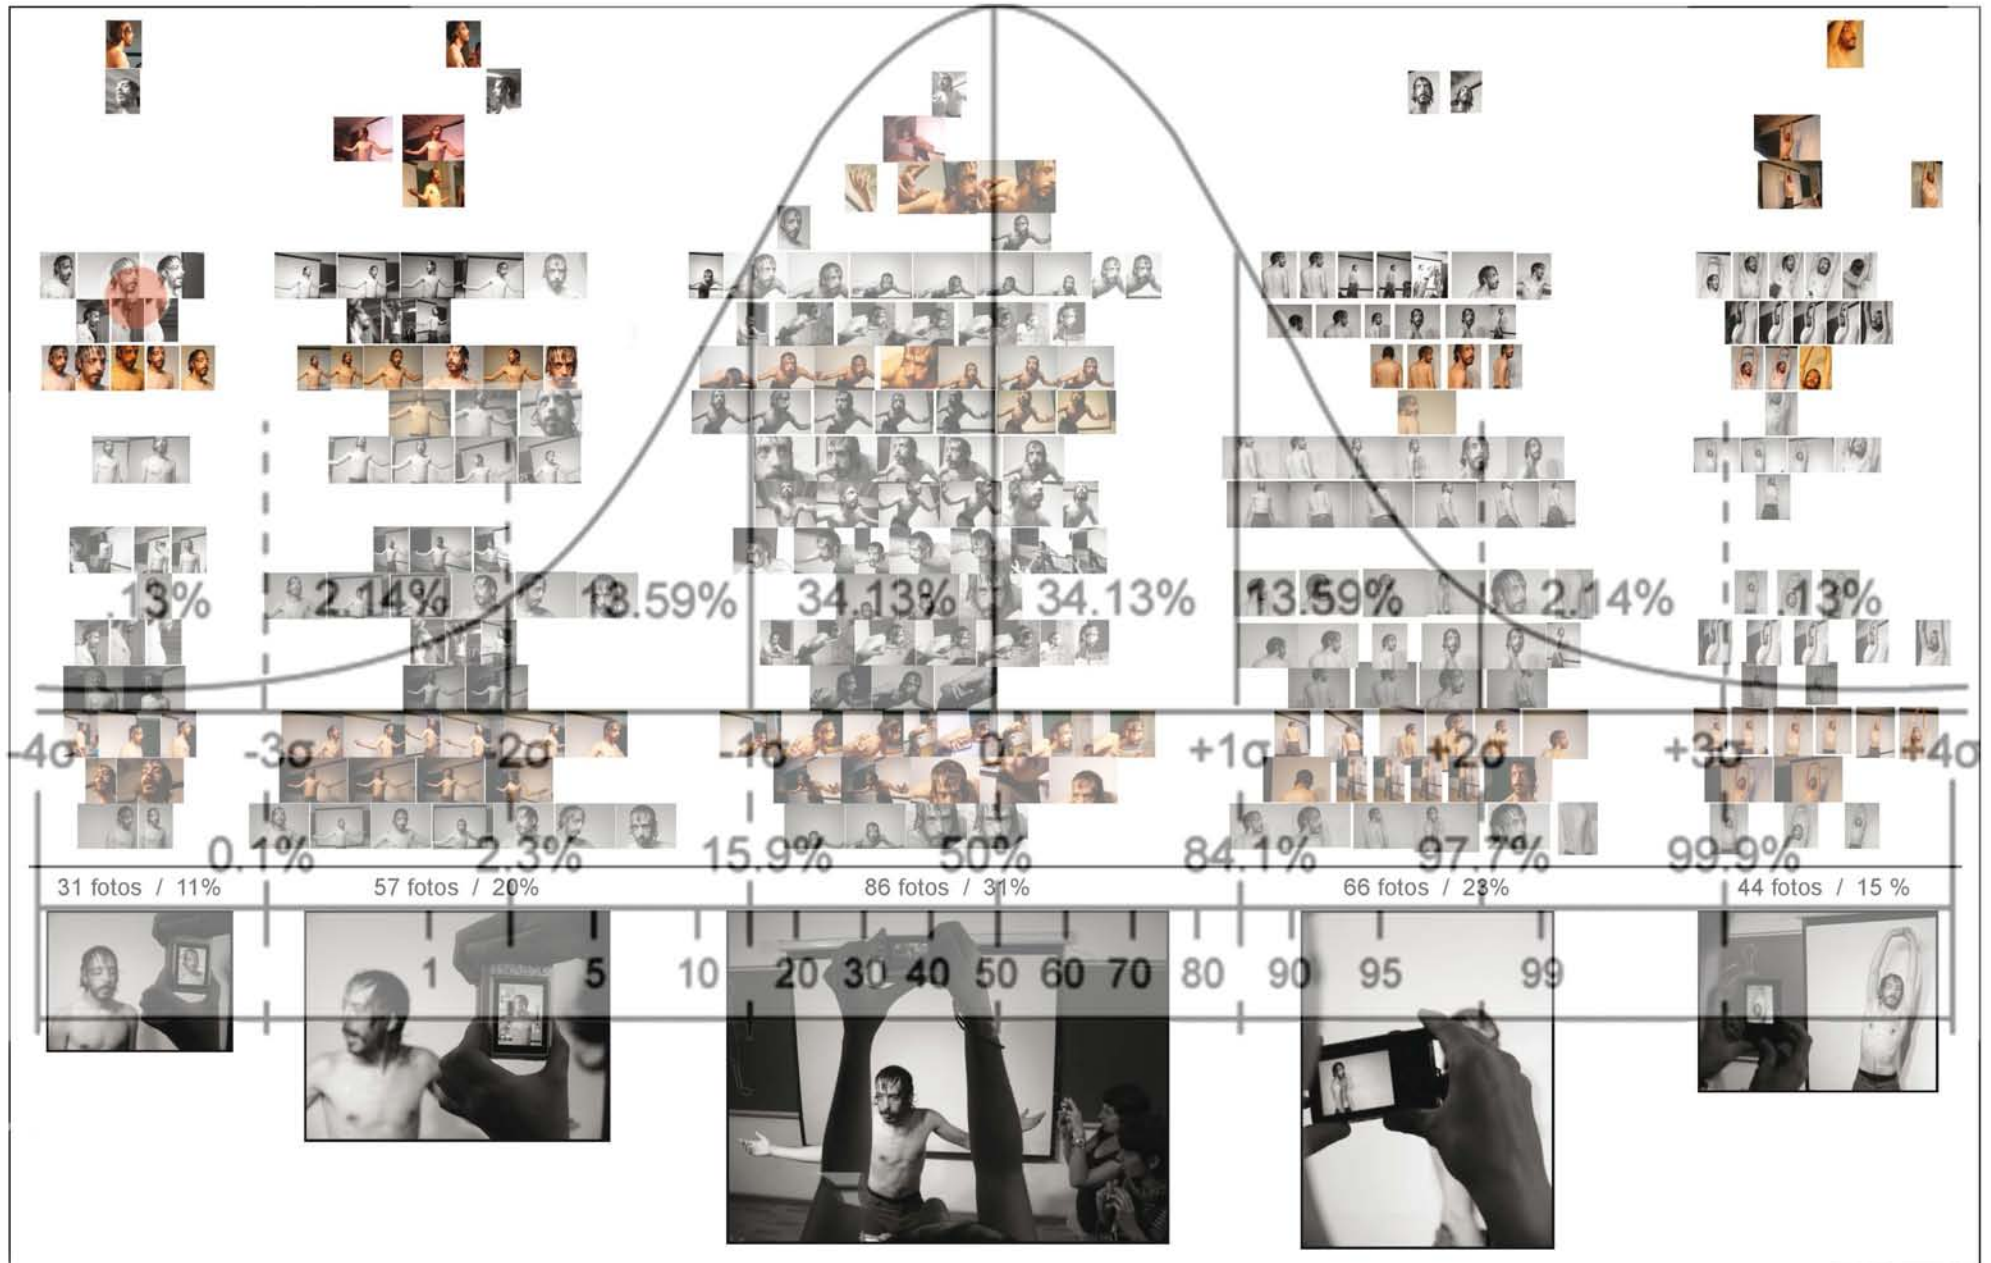 .13% 2.14% 13.59% 34.13% 34.13% 13.59% 2.14% .13%
-4σ -3σ -2σ -1σ 0 +1σ +2σ +3σ +4σ
0.1% 2.3% 15.9% 50% 84.1% 97.7% 99.9%
31 fotos / 11% 57 fotos / 20% 86 fotos / 31% 66 fotos / 23% 44 fotos / 15 %
1 5 10 20 30 40 50 60 70 80 90 95 99